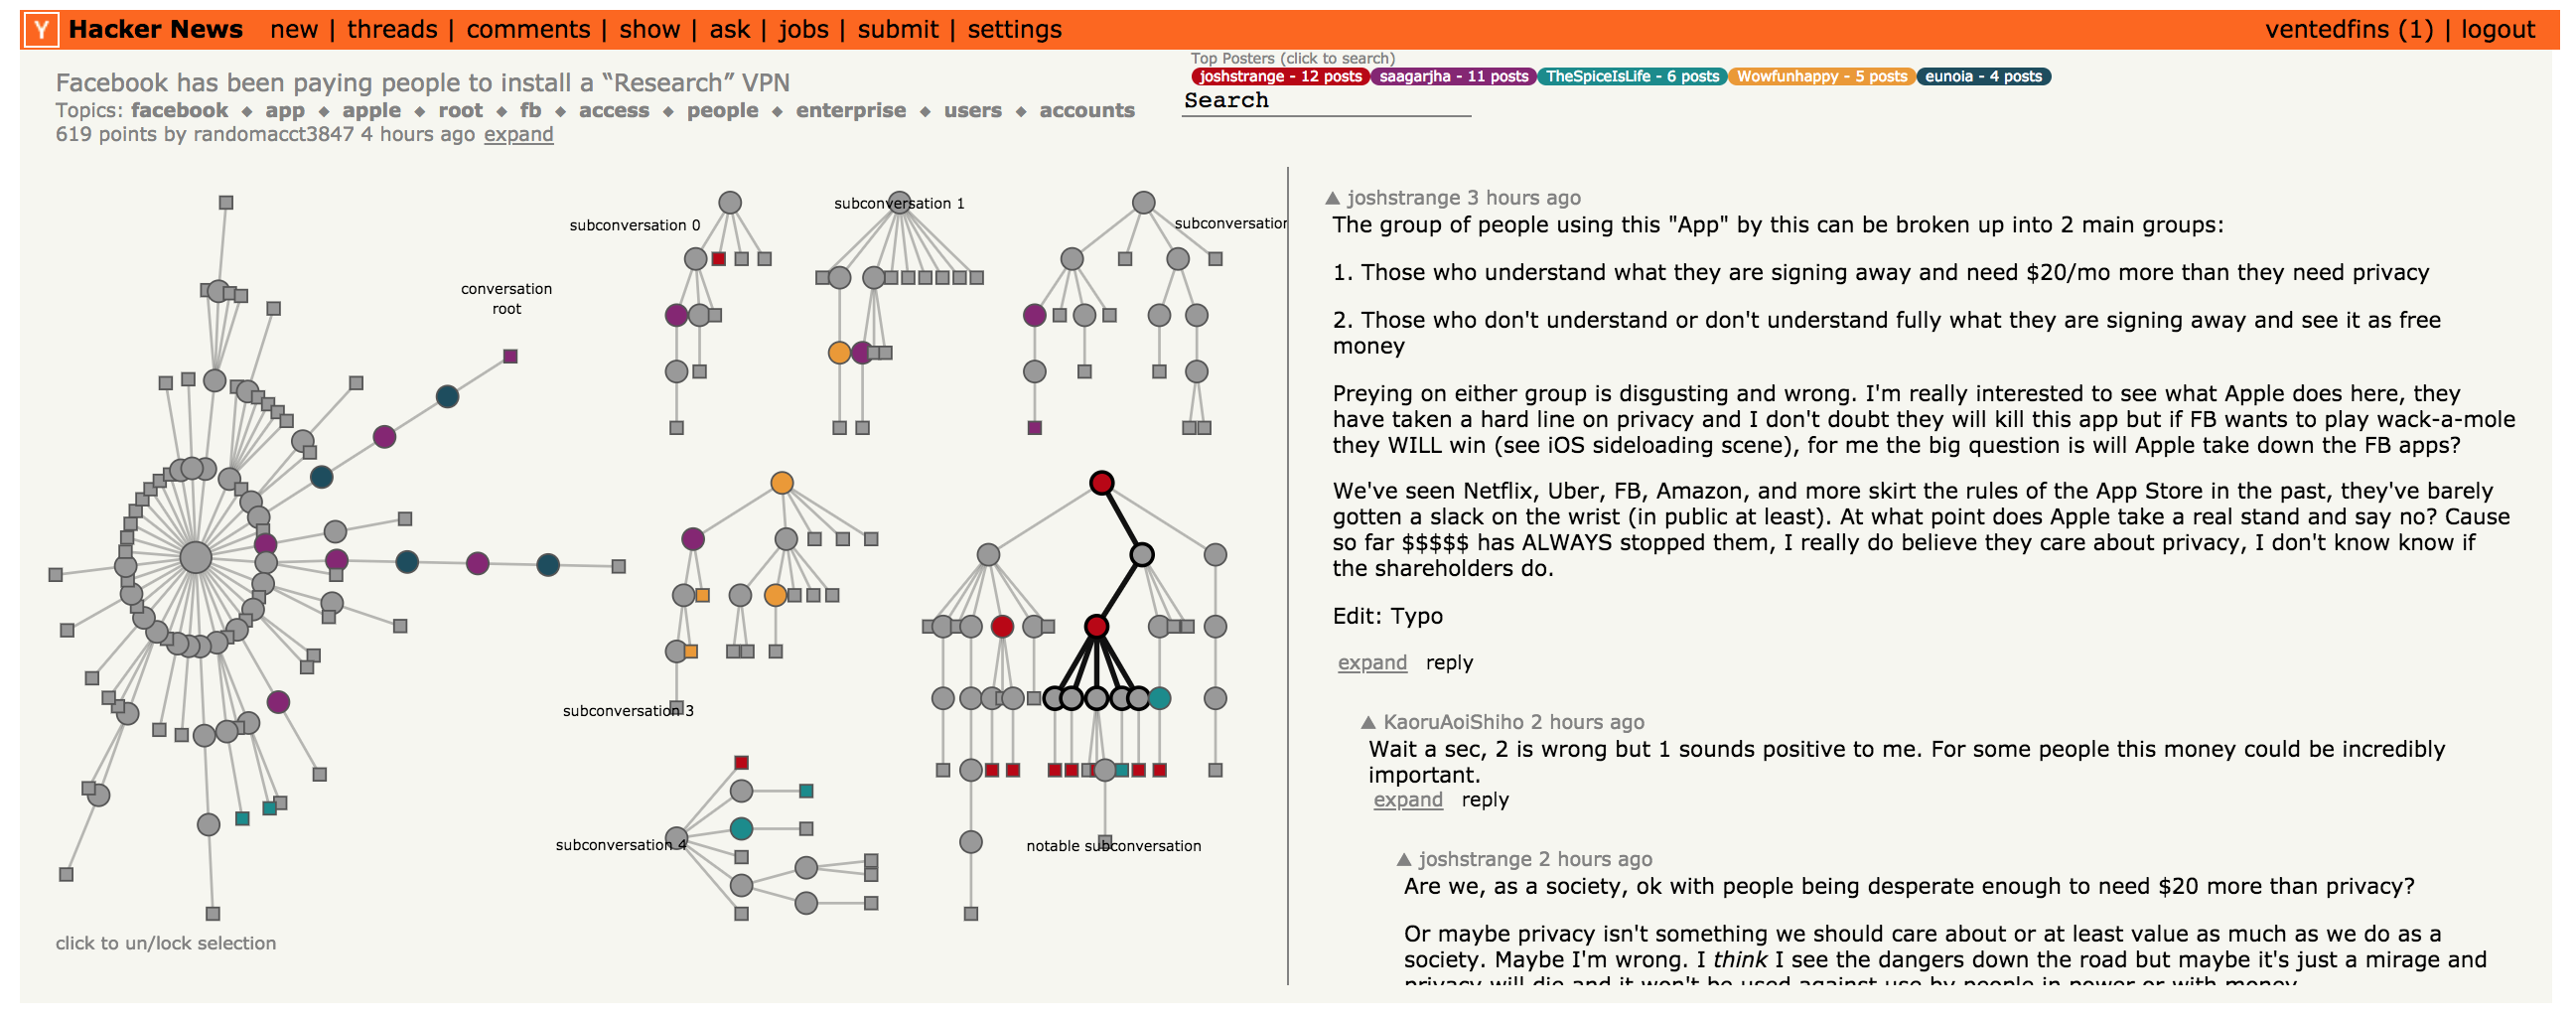 Y Hacker News new | threads | comments | show | ask | jobs | submit | settings ventedfins (1) | logout
Top Posters (click to search)
joshstrange - 12 posts saagarjha - 11 posts TheSpiceIsLife - 6 posts Wowfunhappy - 5 posts eunoia - 4 posts
Search
Facebook has been paying people to install a “Research” VPN
Topics: facebook ◆ app ◆ apple ◆ root ◆ fb ◆ access ◆ people ◆ enterprise ◆ users ◆ accounts
619 points by randomacct3847 4 hours ago expand
subconversation 0
subconversation 1
subconversation
conversation
root
subconversation 3
subconversation 4
notable subconversation
click to un/lock selection
▲ joshstrange 3 hours ago
The group of people using this "App" by this can be broken up into 2 main groups:
1. Those who understand what they are signing away and need $20/mo more than they need privacy
2. Those who don't understand or don't understand fully what they are signing away and see it as free
money
Preying on either group is disgusting and wrong. I'm really interested to see what Apple does here, they
have taken a hard line on privacy and I don't doubt they will kill this app but if FB wants to play wack-a-mole
they WILL win (see iOS sideloading scene), for me the big question is will Apple take down the FB apps?
We've seen Netflix, Uber, FB, Amazon, and more skirt the rules of the App Store in the past, they've barely
gotten a slack on the wrist (in public at least). At what point does Apple take a real stand and say no? Cause
so far $$$$$ has ALWAYS stopped them, I really do believe they care about privacy, I don't know know if
the shareholders do.
Edit: Typo
expand reply
▲ KaoruAoiShiho 2 hours ago
Wait a sec, 2 is wrong but 1 sounds positive to me. For some people this money could be incredibly
important.
expand reply
▲ joshstrange 2 hours ago
Are we, as a society, ok with people being desperate enough to need $20 more than privacy?
Or maybe privacy isn't something we should care about or at least value as much as we do as a
society. Maybe I'm wrong. I think I see the dangers down the road but maybe it's just a mirage and
privacy will die and it won't be used against use by people in power or with money.